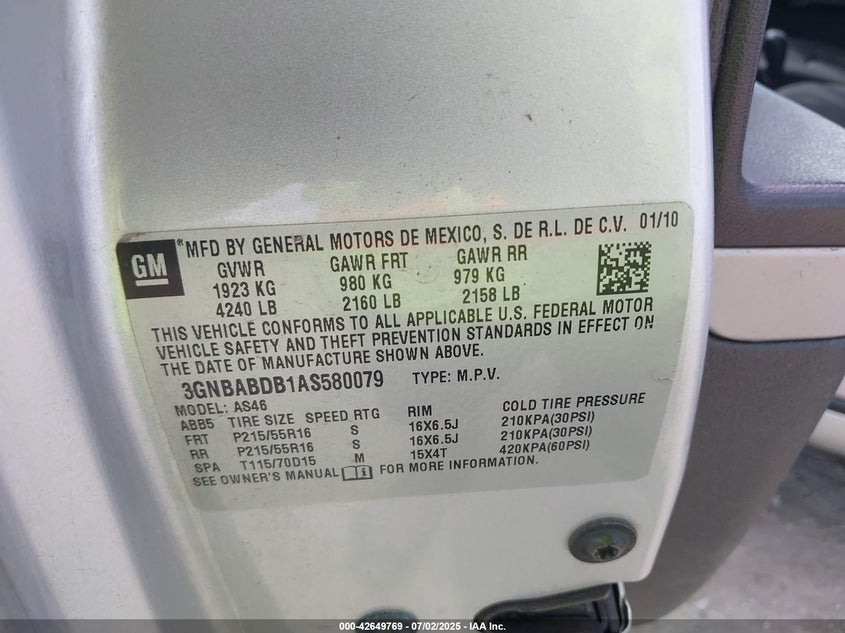 GM
® MFD BY GENERAL MOTORS DE MEXICO, S. DE R.L. DE C.V. 01/10
GVWR GAWR FRT GAWR RR
1923 KG 980 KG 979 KG
4240 LB 2160 LB 2158 LB
THIS VEHICLE CONFORMS TO ALL APPLICABLE U.S. FEDERAL MOTOR
VEHICLE SAFETY AND THEFT PREVENTION STANDARDS IN EFFECT ON
THE DATE OF MANUFACTURE SHOWN ABOVE.
3GNBABDB1AS580079 TYPE: M.P.V.
MODEL: AS46
ABB5 TIRE SIZE SPEED RTG RIM COLD TIRE PRESSURE
FRT P215/55R16 S 16X6.5J 210KPA(30PSI)
RR P215/55R16 S 16X6.5J 210KPA(30PSI)
SPA T115/70D15 M 15X4T 420KPA(60PSI)
SEE OWNER'S MANUAL FOR MORE INFORMATION.
000-42649769 - 07/02/2025 - IAA Inc.